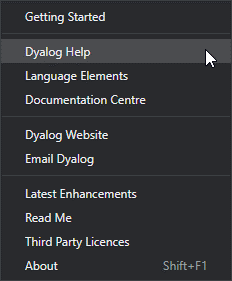 Getting Started
Dyalog Help
Language Elements
Documentation Centre
Dyalog Website
Email Dyalog
Latest Enhancements
Read Me
Third Party Licences
About Shift+F1